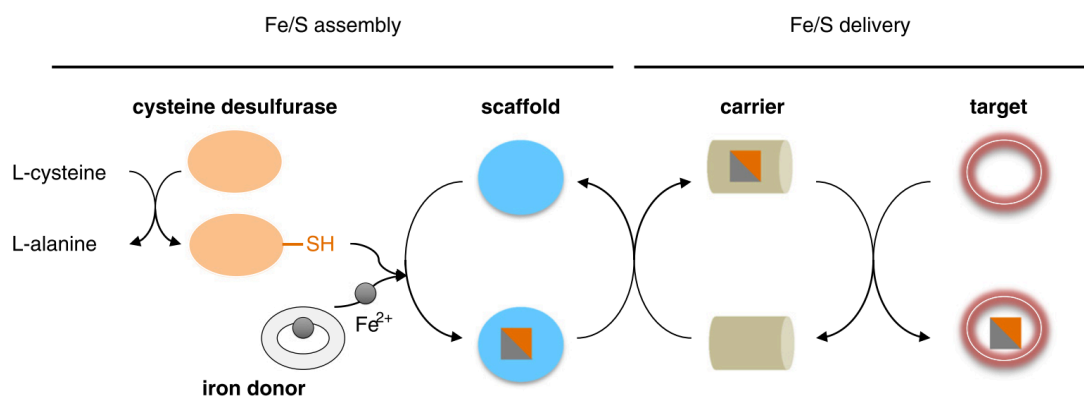 Fe/S assembly
Fe/S delivery
cysteine desulfurase
scaffold
carrier
target
L-cysteine
L-alanine
SH
Fe2+
iron donor